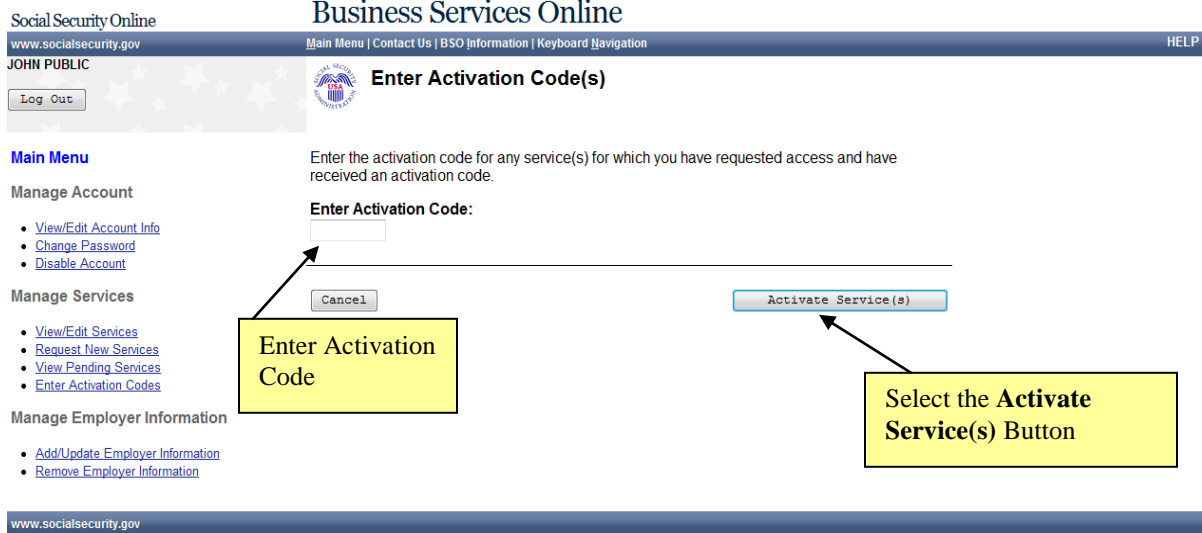 Social Security Online
Business Services Online
www.socialsecurity.gov
Main Menu | Contact Us | BSO Information | Keyboard Navigation
HELP
JOHN PUBLIC
Log Out
SOCIAL SECURITY
USA
ADMINISTRATION
Enter Activation Code(s)
Main Menu
Manage Account
View/Edit Account Info
Change Password
Disable Account
Manage Services
View/Edit Services
Request New Services
View Pending Services
Enter Activation Codes
Manage Employer Information
Add/Update Employer Information
Remove Employer Information
Enter the activation code for any service(s) for which you have requested access and have
received an activation code.
Enter Activation Code:
Cancel
Activate Service(s)
Enter Activation
Code
Select the Activate
Service(s) Button
www.socialsecurity.gov